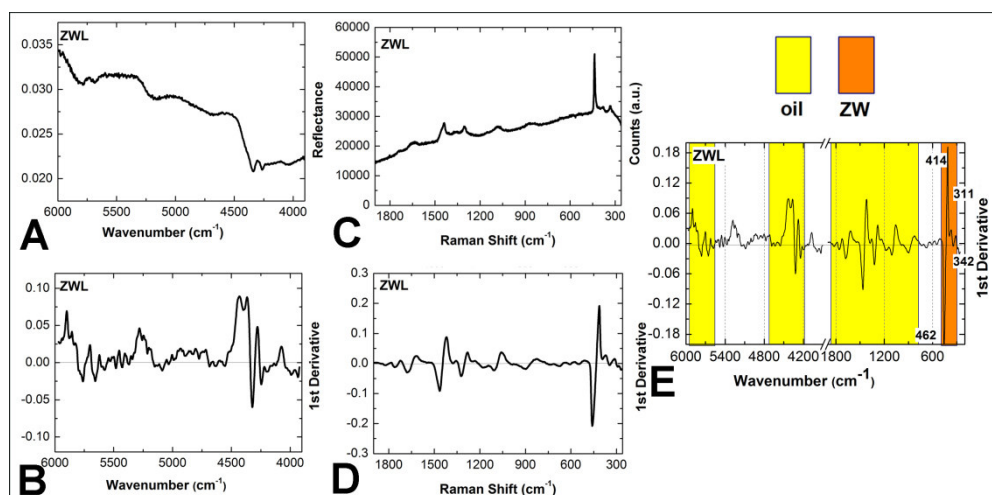 ZWL
0.035
0.030
0.025
0.020
6000 5500 5000 4500 4000
Wavenumber (cm-1)
Reflectance
A
ZWL
60000
50000
40000
30000
20000
10000
0
1800 1500 1200 900 600 300
Raman Shift (cm-1)
Counts (a.u.)
C
oil
ZW
ZWL
0.10
0.05
0.00
-0.05
-0.10
6000 5500 5000 4500 4000
Wavenumber (cm-1)
1st Derivative
B
ZWL
0.3
0.2
0.1
0.0
-0.1
-0.2
-0.3
1800 1500 1200 900 600 300
Raman Shift (cm-1)
1st Derivative
D
ZWL
0.18
0.12
0.06
0.00
-0.06
-0.12
-0.18
414
311
342
462
6000 5400 4800 4200 1800 1200 600
Wavenumber (cm-1)
1st Derivative
E